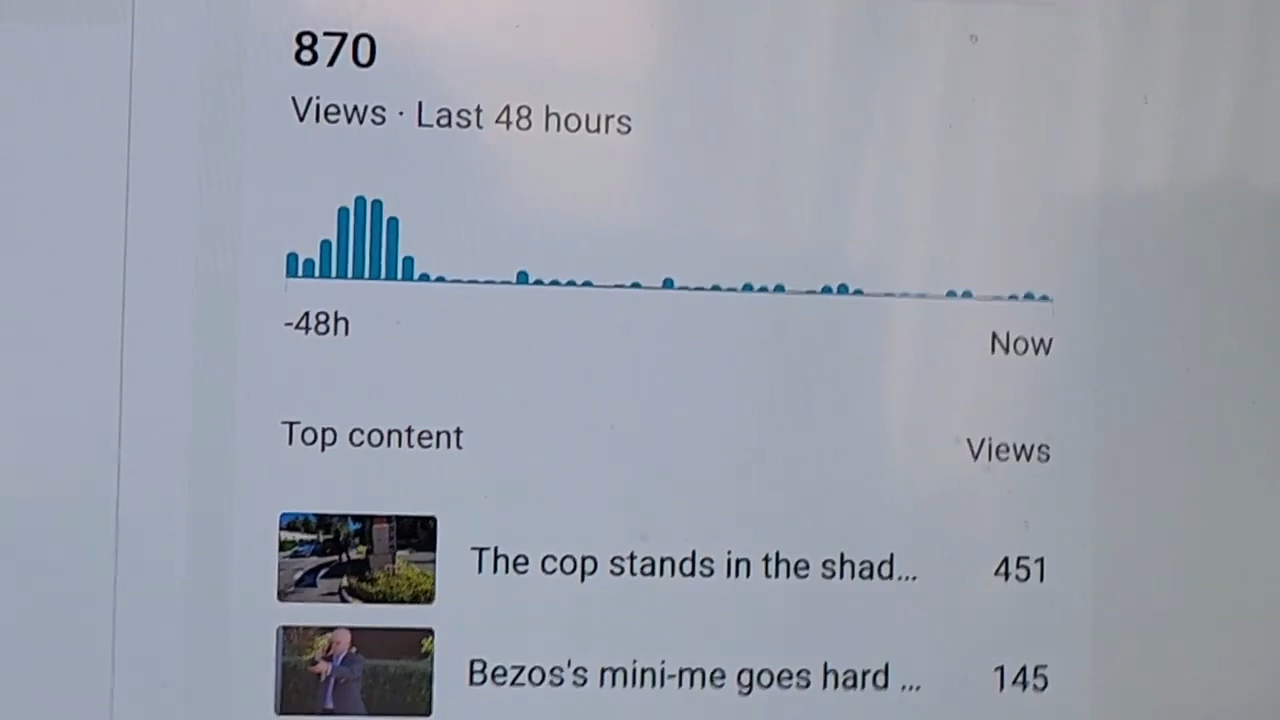 870
Views · Last 48 hours
-48h
Now
Top content
Views
The cop stands in the shad...
451
Bezos's mini-me goes hard ...
145